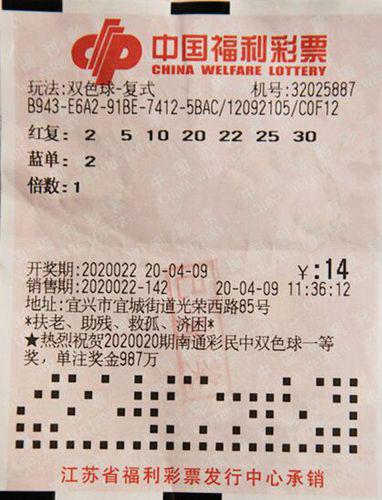 中国福利彩票
CHINA WELFARE LOTTERY
玩法:双色球-复式 机号:32025887
B943-E6A2-91BE-7412-5BAC/12092105/C0F12
红复: 2 5 10 20 22 25 30
蓝单: 2
倍数:1
开奖期:2020022 20-04-09 ¥:14
销售期:2020022-142 20-04-09 11:36:12
地址:宜兴市宜城街道光荣西路85号
*扶老、助残、救孤、济困*
★热烈祝贺2020020期南通彩民中双色球一等
奖，单注奖金987万
江苏省福利彩票发行中心承销